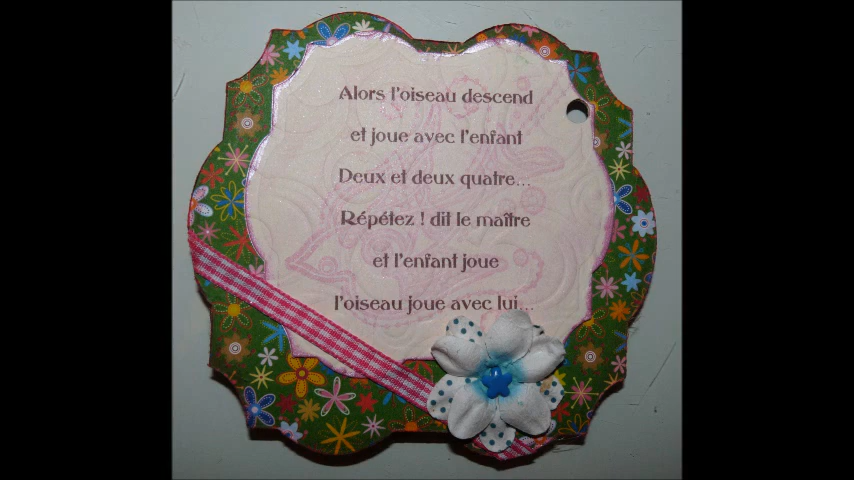 Alors l'oiseau descend
et joue avec l'enfant
Deux et deux quatre...
Répétez ! dit le maître
et l'enfant joue
l'oiseau joue avec lui...